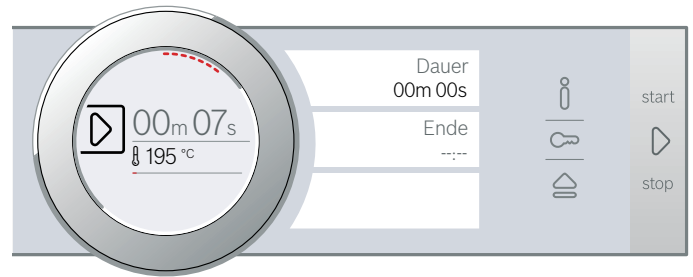 00m 07s
195 °C
Dauer
00m 00s
Ende
--:--
start
stop